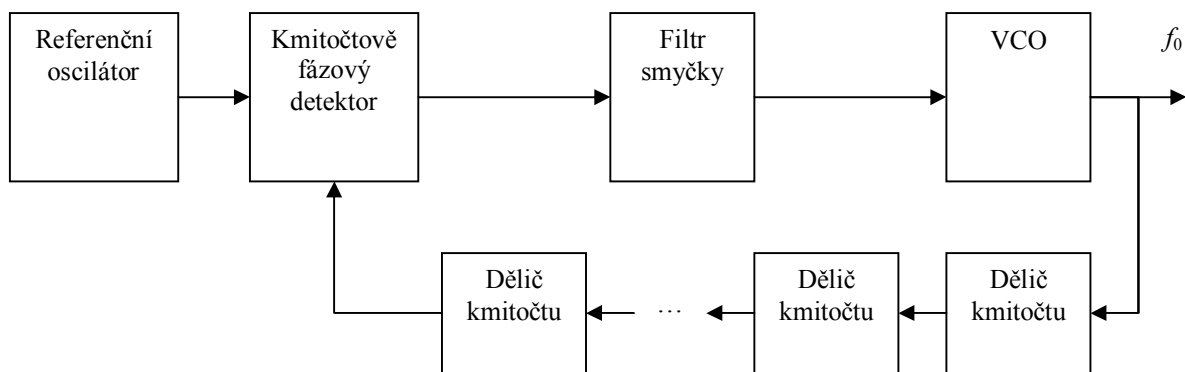 Referenční
oscilátor
Kmitočtově
fázový
detektor
Filtr
smyčky
VCO
f0
Dělič
kmitočtu
...
Dělič
kmitočtu
Dělič
kmitočtu